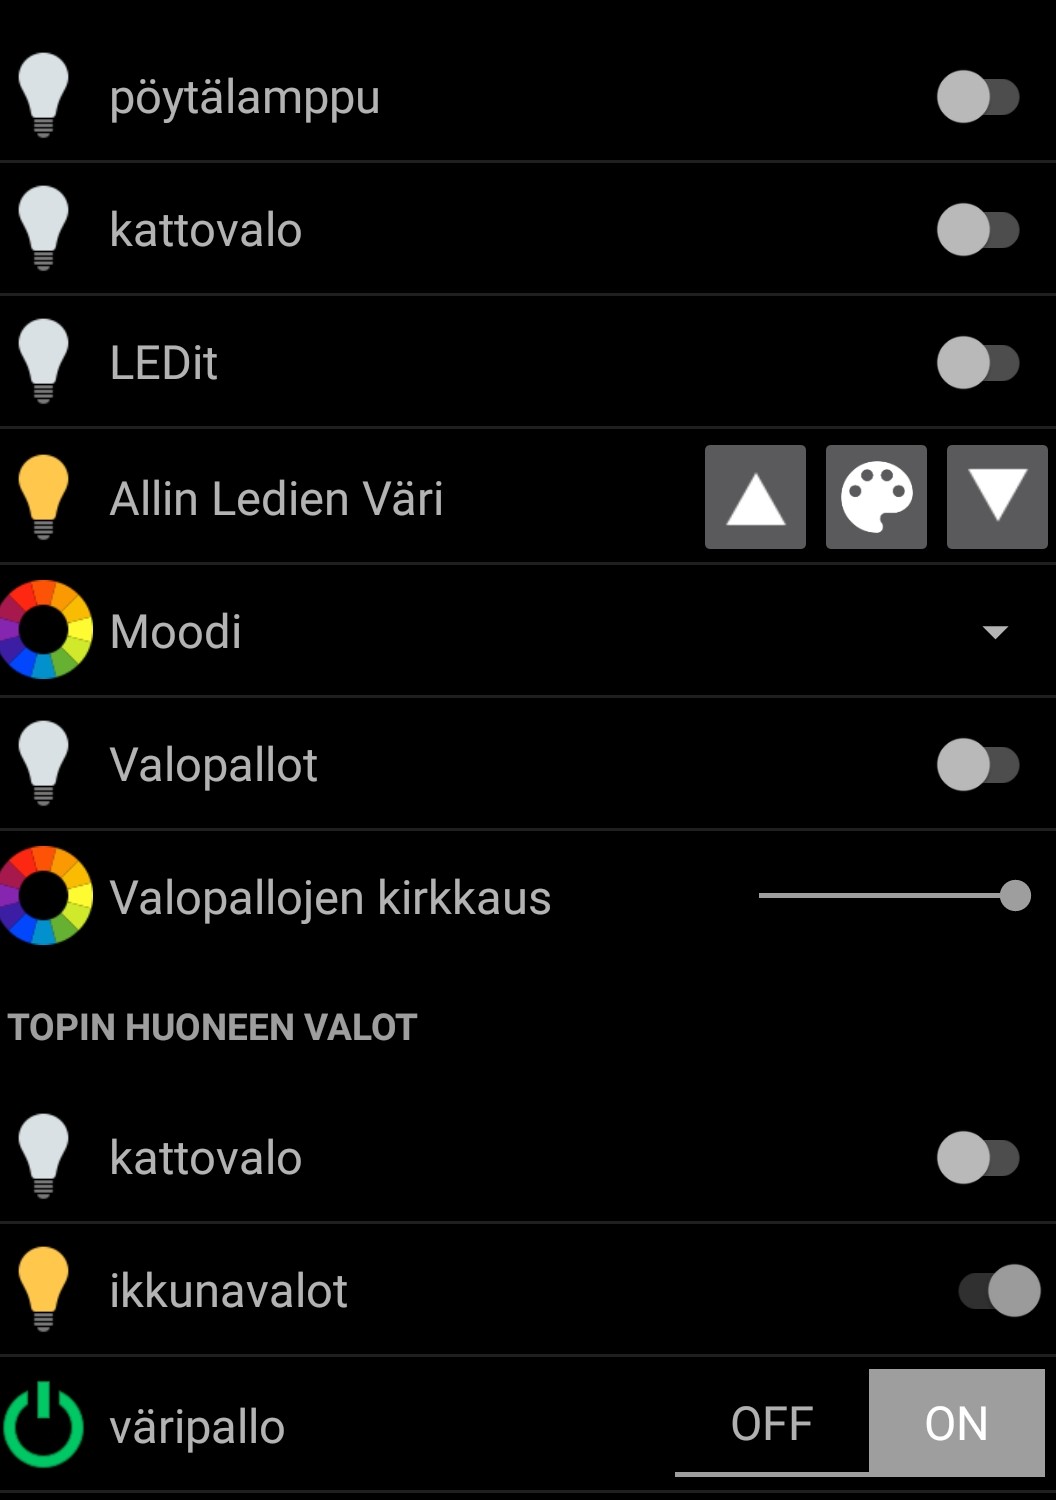 pöytälamppu
kattovalo
LEDit
Allin Ledien Väri
Moodi
Valopallot
Valopallojen kirkkaus
TOPIN HUONEEN VALOT
kattovalo
ikkunavalot
väripallo OFF ON